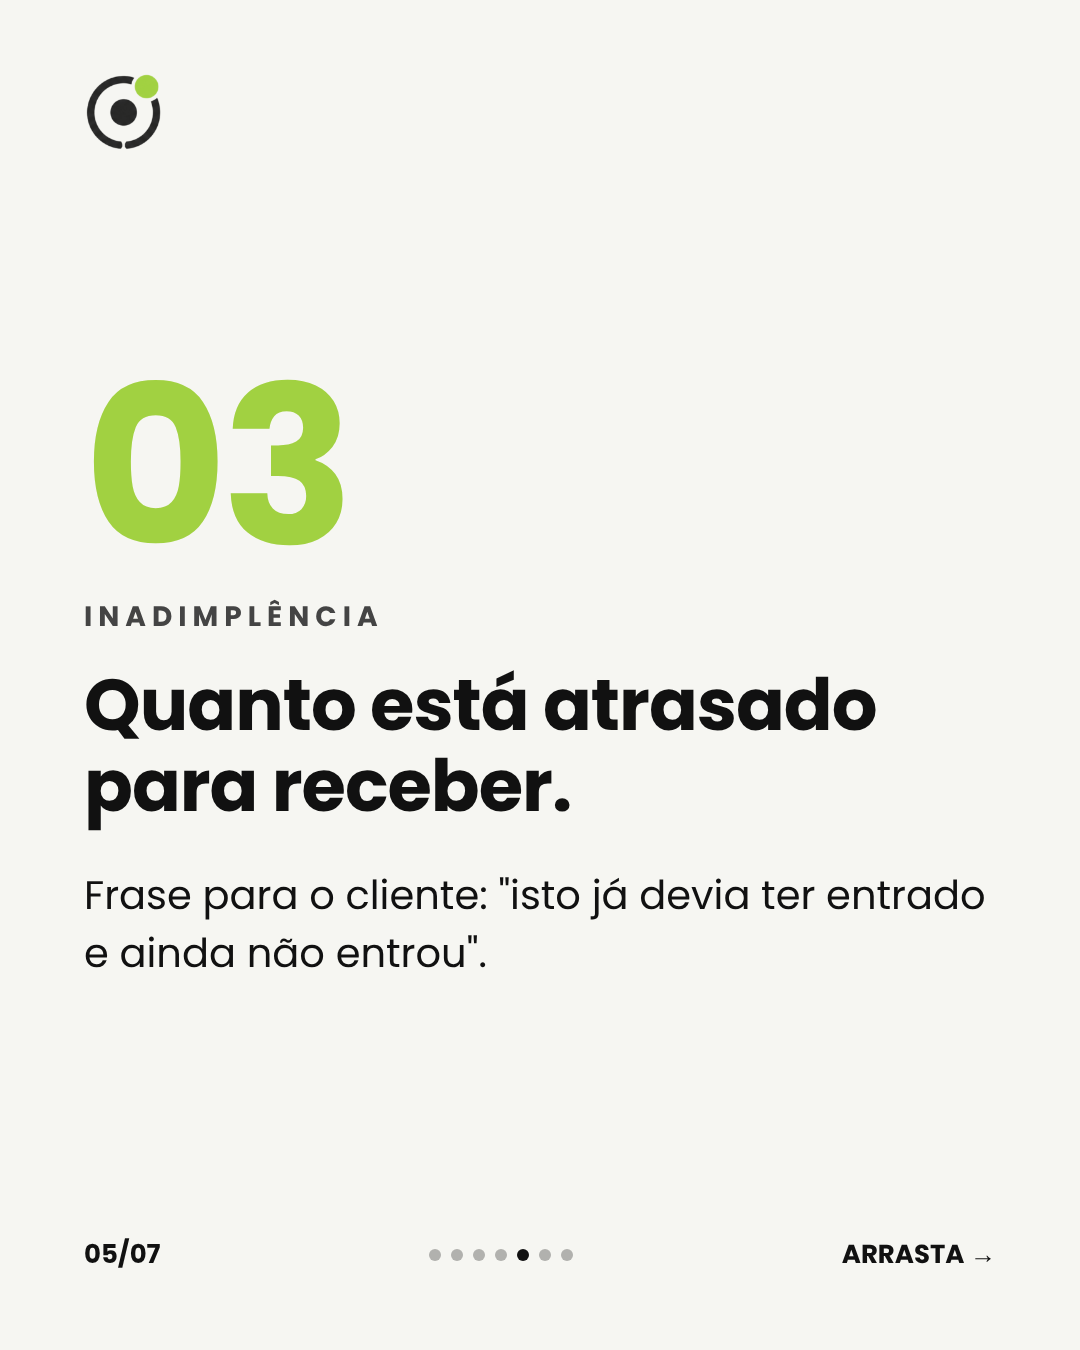 03
INADIMPLÊNCIA
Quanto está atrasado
para receber.
Frase para o cliente: "isto já devia ter entrado
e ainda não entrou".
05/07
ARRASTA →